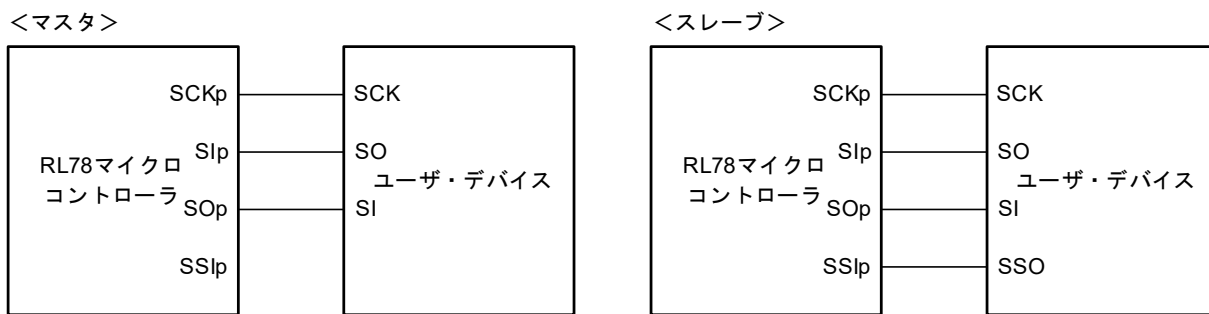 ＜マスタ＞
SCKp
SCK
SIp
SO
RL78マイクロ
コントローラ
ユーザ・デバイス
SOp
SI
SSIp
＜スレーブ＞
SCKp
SCK
SIp
SO
RL78マイクロ
コントローラ
ユーザ・デバイス
SOp
SI
SSIp
SSO